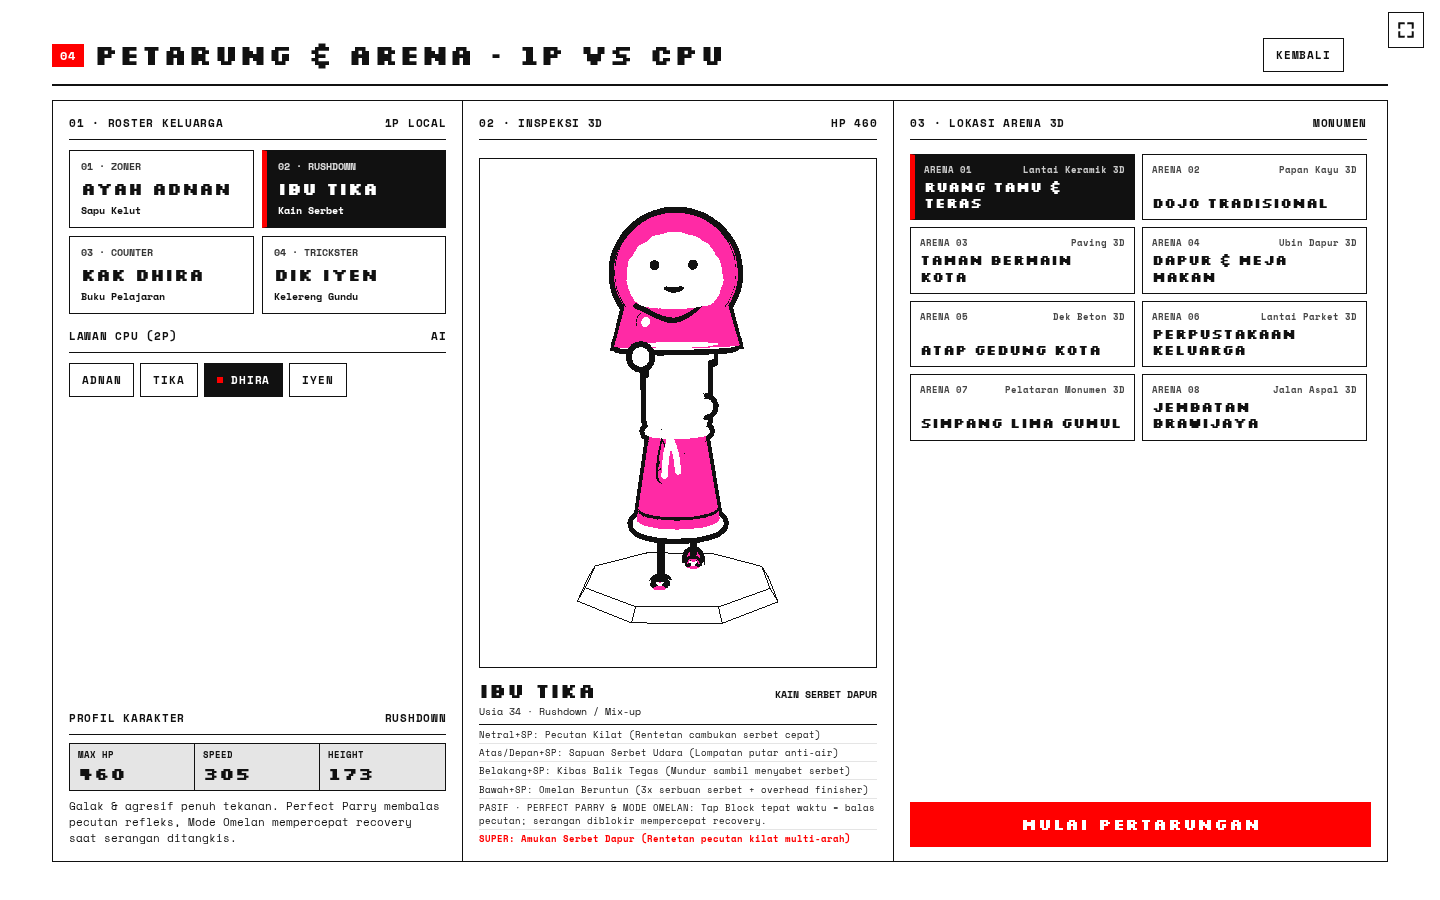 04 PETARUNG & ARENA - 1P VS CPU
KEMBALI
01 · ROSTER KELUARGA 1P LOCAL
01 · ZONER
AYAH ADNAN
Sapu Kelut
02 · RUSHDOWN
IBU TIKA
Kain Serbet
03 · COUNTER
KAK DHIRA
Buku Pelajaran
04 · TRICKSTER
DIK IYEN
Kelereng Gundu
LAWAN CPU (2P) AI
ADNAN TIKA DHIRA IYEN
PROFIL KARAKTER RUSHDOWN
MAX HP
460
SPEED
305
HEIGHT
173
Galak & agresif penuh tekanan. Perfect Parry membalas
pecutan refleks, Mode Omelan mempercepat recovery
saat serangan ditangkis.
02 · INSPEKSI 3D HP 460
IBU TIKA KAIN SERBET DAPUR
Usia 34 · Rushdown / Mix-up
Netral+SP: Pecutan Kilat (Rentetan cambukan serbet cepat)
Atas/Depan+SP: Sapuan Serbet Udara (Lompatan putar anti-air)
Belakang+SP: Kibas Balik Tegas (Mundur sambil menyabet serbet)
Bawah+SP: Omelan Beruntun (3x serbuan serbet + overhead finisher)
PASIF · PERFECT PARRY & MODE OMELAN: Tap Block tepat waktu = balas
pecutan; serangan diblokir mempercepat recovery.
SUPER: Amukan Serbet Dapur (Rentetan pecutan kilat multi-arah)
03 · LOKASI ARENA 3D MONUMEN
ARENA 01 Lantai Keramik 3D
RUANG TAMU &
TERAS
ARENA 02 Papan Kayu 3D
DOJO TRADISIONAL
ARENA 03 Paving 3D
TAMAN BERMAIN
KOTA
ARENA 04 Ubin Dapur 3D
DAPUR & MEJA
MAKAN
ARENA 05 Dek Beton 3D
ATAP GEDUNG KOTA
ARENA 06 Lantai Parket 3D
PERPUSTAKAAN
KELUARGA
ARENA 07 Pelataran Monumen 3D
SIMPANG LIMA GUMUL
ARENA 08 Jalan Aspal 3D
JEMBATAN
BRAWIJAYA
MULAI PERTARUNGAN